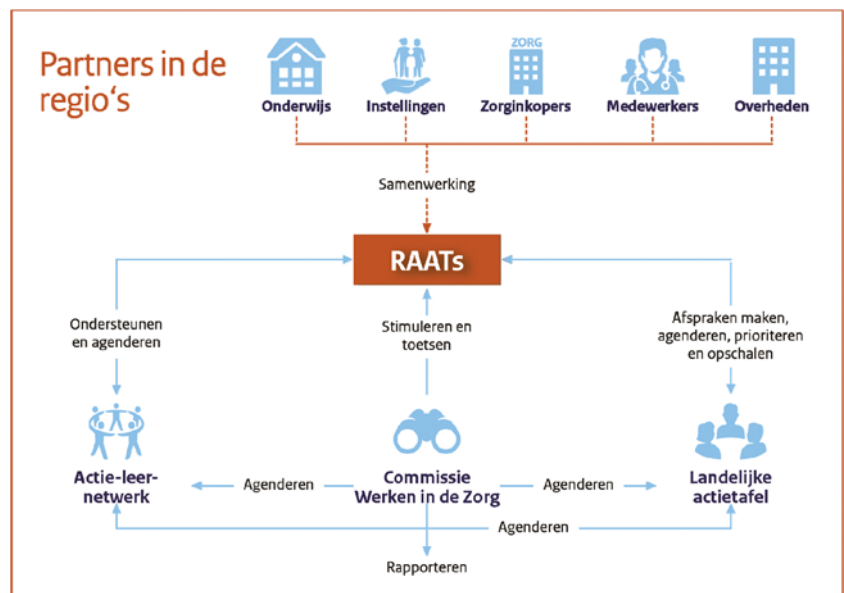 Partners in de
regio‘s
ZORG
Onderwijs
Instellingen
Zorginkopers
Medewerkers
Overheden
Samenwerking
RAATs
Ondersteunen
en agenderen
Stimuleren en
toetsen
Afspraken maken,
agenderen, prioriteren
en opschalen
Actie-leer-
netwerk
Agenderen
Commissie
Werken in de Zorg
Agenderen
Landelijke
actietafel
Agenderen
Rapporteren